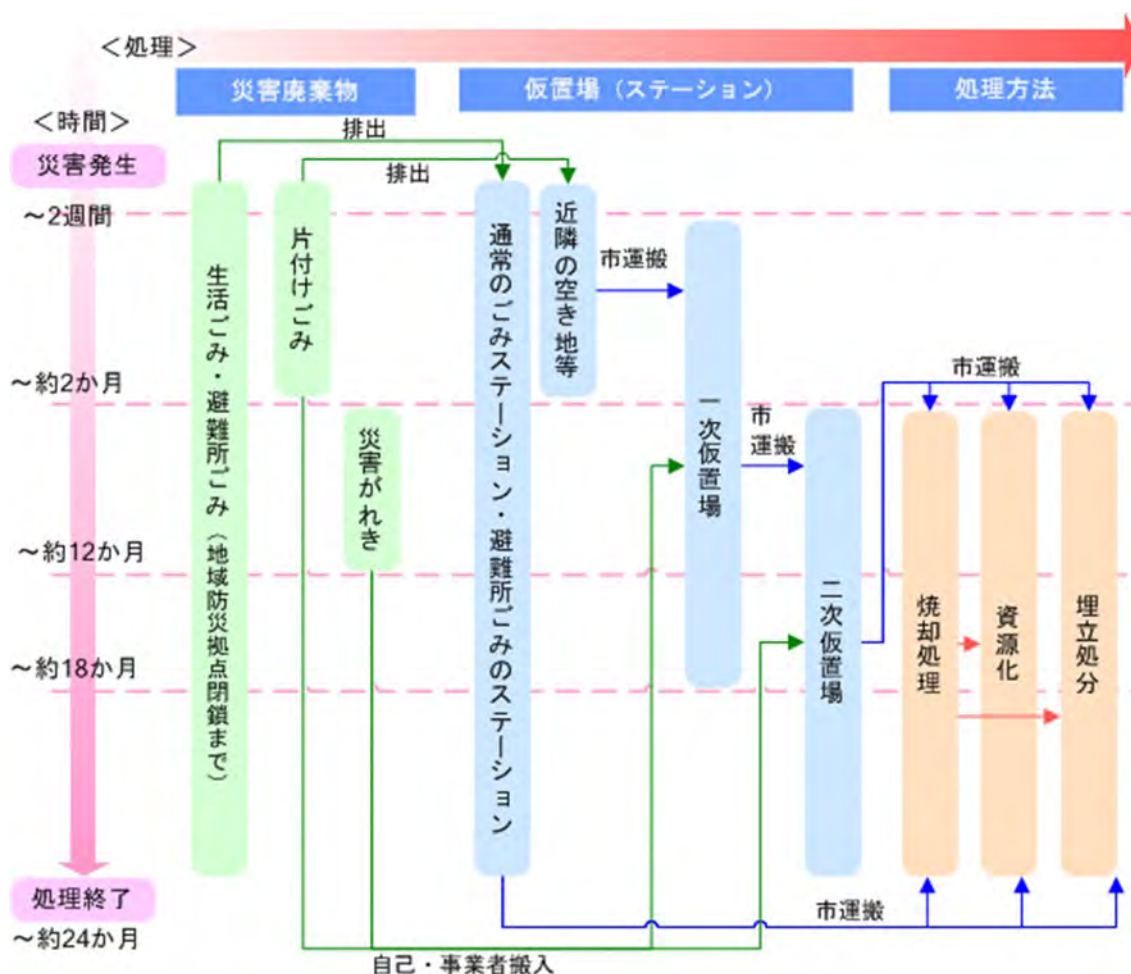 ＜処理＞
災害廃棄物
仮置場（ステーション）
処理方法
＜時間＞
災害発生
～2週間
～約2か月
～約12か月
～約18か月
処理終了
～約24か月
排出
排出
生活ごみ・避難所ごみ（地域防災拠点閉鎖まで）
片付けごみ
災害がれき
通常のごみステーション・避難所ごみのステーション
近隣の空き地等
市運搬
一次仮置場
市
運搬
二次仮置場
市運搬
焼却処理
資源化
埋立処分
市運搬
自己・事業者搬入